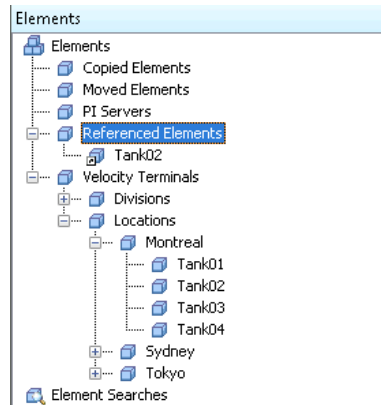 Elements
Elements
Copied Elements
Moved Elements
PI Servers
Referenced Elements
Tank02
Velocity Terminals
Divisions
Locations
Montreal
Tank01
Tank02
Tank03
Tank04
Sydney
Tokyo
Element Searches